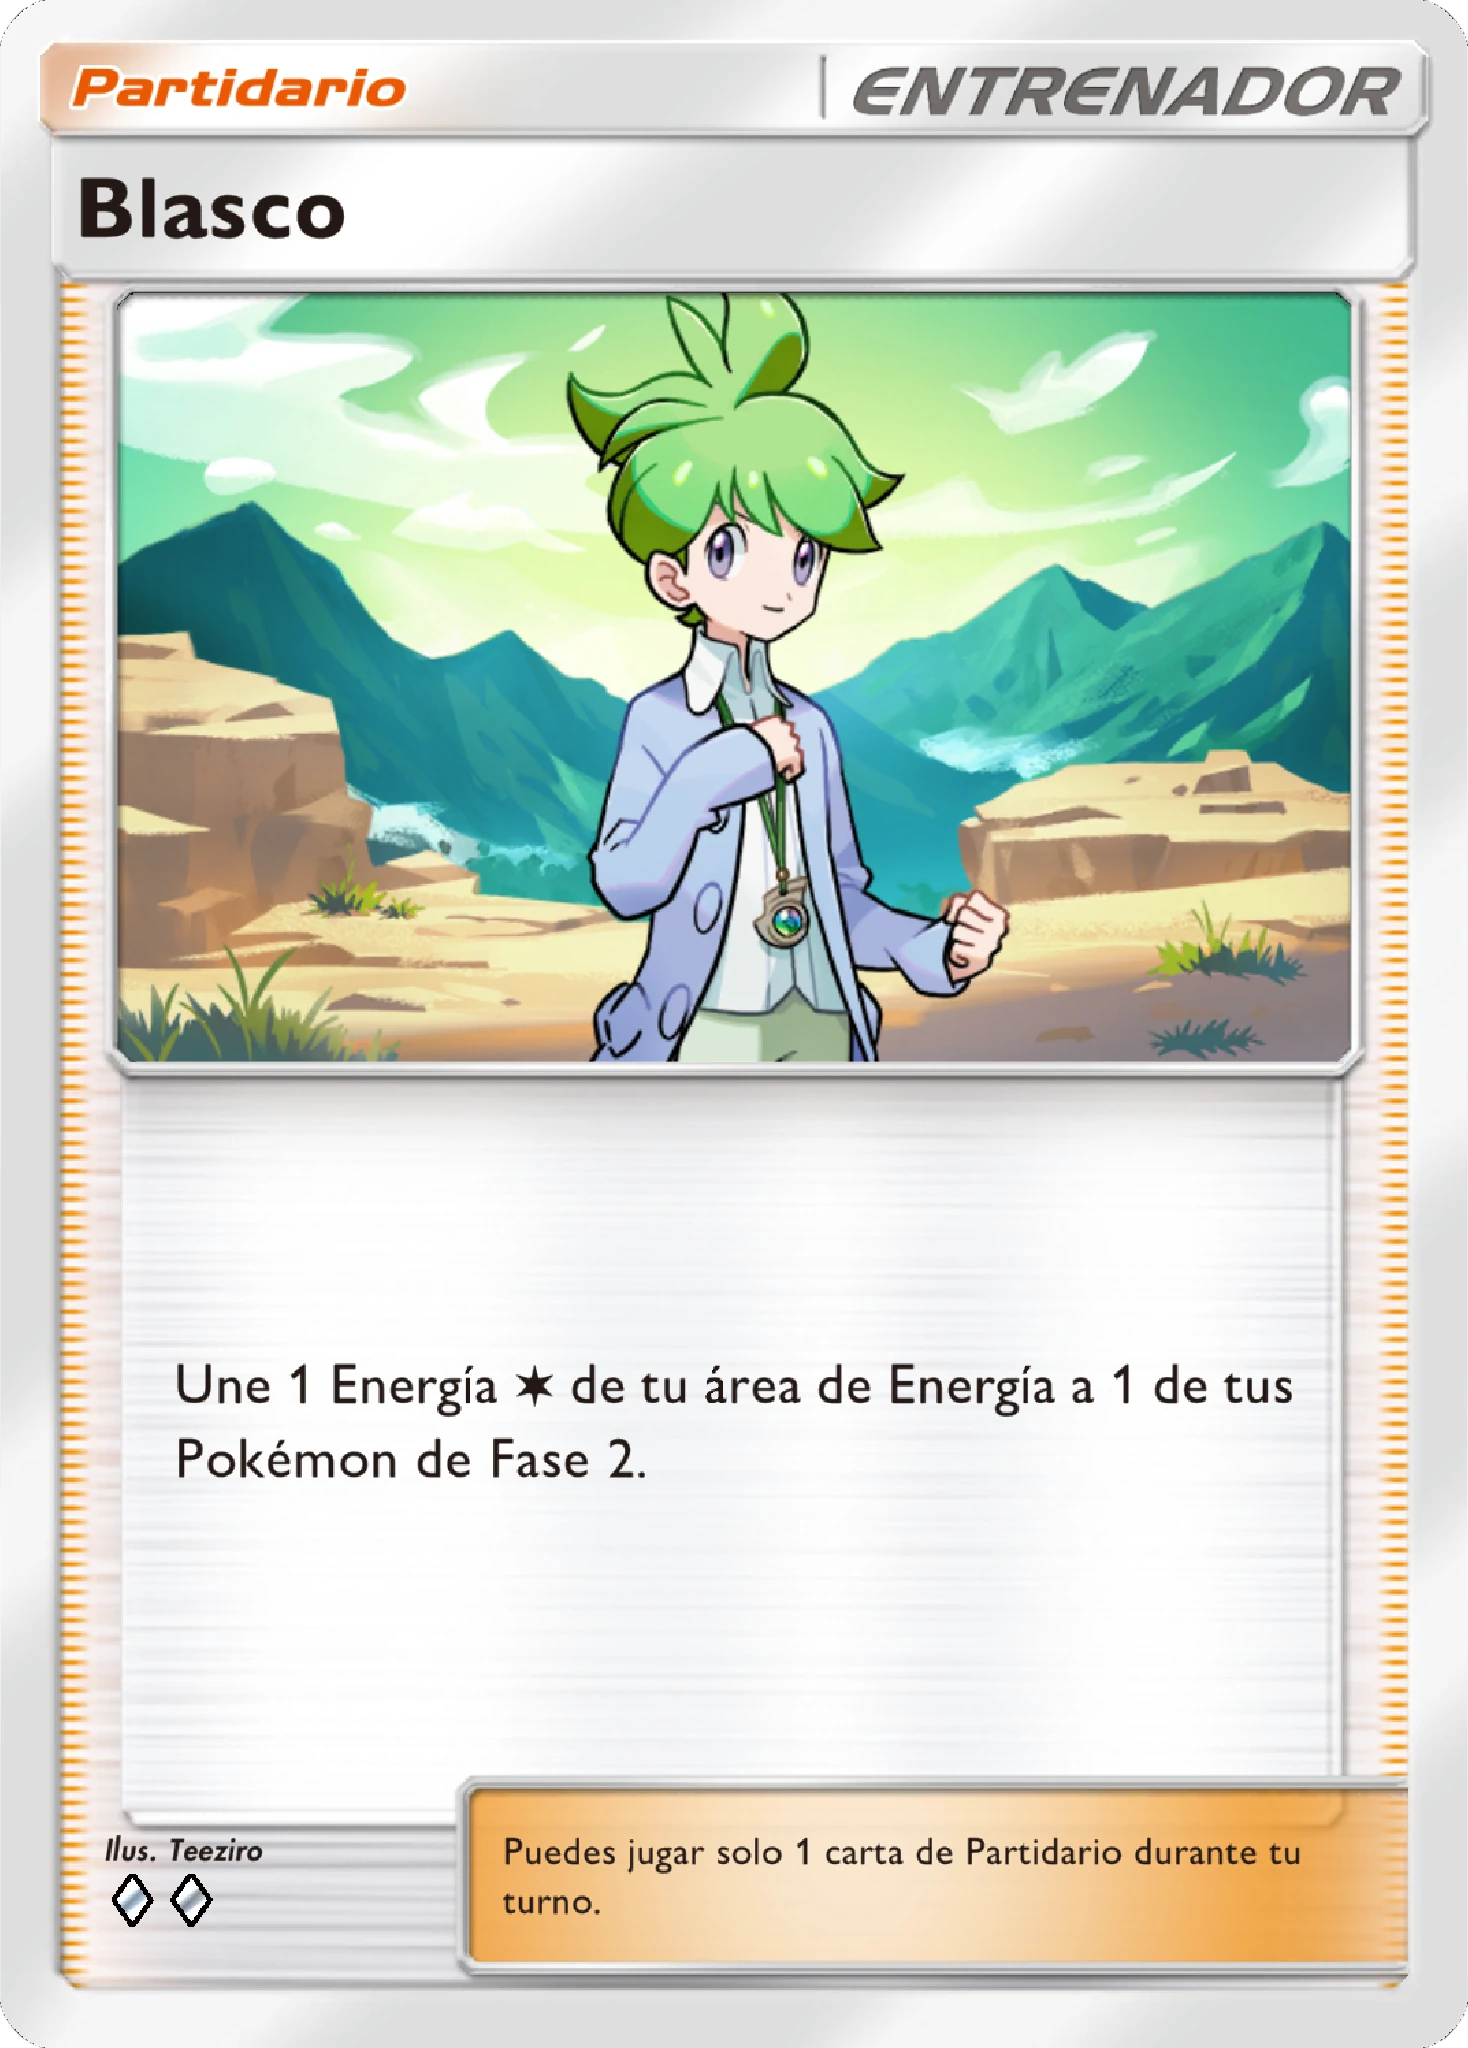 Partidario
ENTRENADOR
Blasco
Une 1 Energía ✶ de tu área de Energía a 1 de tus
Pokémon de Fase 2.
Ilus. Teeziro
Puedes jugar solo 1 carta de Partidario durante tu
turno.